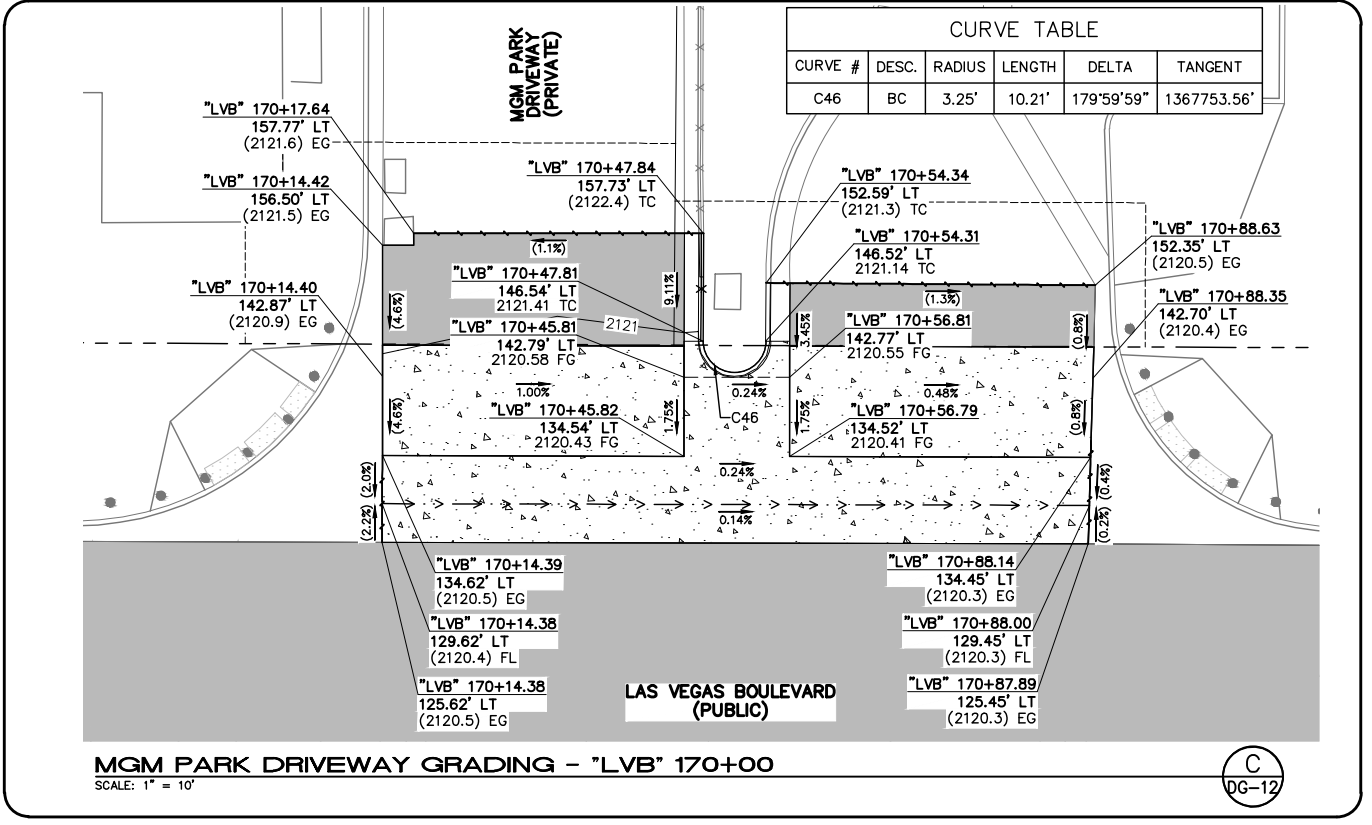 CURVE TABLE
CURVE # DESC. RADIUS LENGTH DELTA TANGENT
C46 BC 3.25' 10.21' 179°59'59" 1367753.56'
MGM PARK
DRIVEWAY
(PRIVATE)
"LVB" 170+17.64
157.77' LT
(2121.6) EG
"LVB" 170+14.42
156.50' LT
(2121.5) EG
"LVB" 170+47.84
157.73' LT
(2122.4) TC
"LVB" 170+54.34
152.59' LT
(2121.3) TC
"LVB" 170+54.31
146.52' LT
2121.14 TC
"LVB" 170+88.63
152.35' LT
(2120.5) EG
"LVB" 170+14.40
142.87' LT
(2120.9) EG
(1.1%)
"LVB" 170+47.81
146.54' LT
2121.41 TC
9.11%
(4.6%)
2121
"LVB" 170+45.81
142.79' LT
2120.58 FG
(1.3%)
3.45%
"LVB" 170+56.81
142.77' LT
2120.55 FG
(0.8%)
"LVB" 170+88.35
142.70' LT
(2120.4) EG
1.00%
0.24%
0.48%
(4.6%)
"LVB" 170+45.82
134.54' LT
2120.43 FG
1.75%
C46
1.75%
"LVB" 170+56.79
134.52' LT
2120.41 FG
(0.8%)
(2.0%)
0.24%
(0.4%)
(2.2%)
0.14%
(0.2%)
"LVB" 170+14.39
134.62' LT
(2120.5) EG
"LVB" 170+14.38
129.62' LT
(2120.4) FL
"LVB" 170+14.38
125.62' LT
(2120.5) EG
"LVB" 170+88.14
134.45' LT
(2120.3) EG
"LVB" 170+88.00
129.45' LT
(2120.3) FL
"LVB" 170+87.89
125.45' LT
(2120.3) EG
LAS VEGAS BOULEVARD
(PUBLIC)
MGM PARK DRIVEWAY GRADING - "LVB" 170+00
SCALE: 1" = 10'
C
DG-12